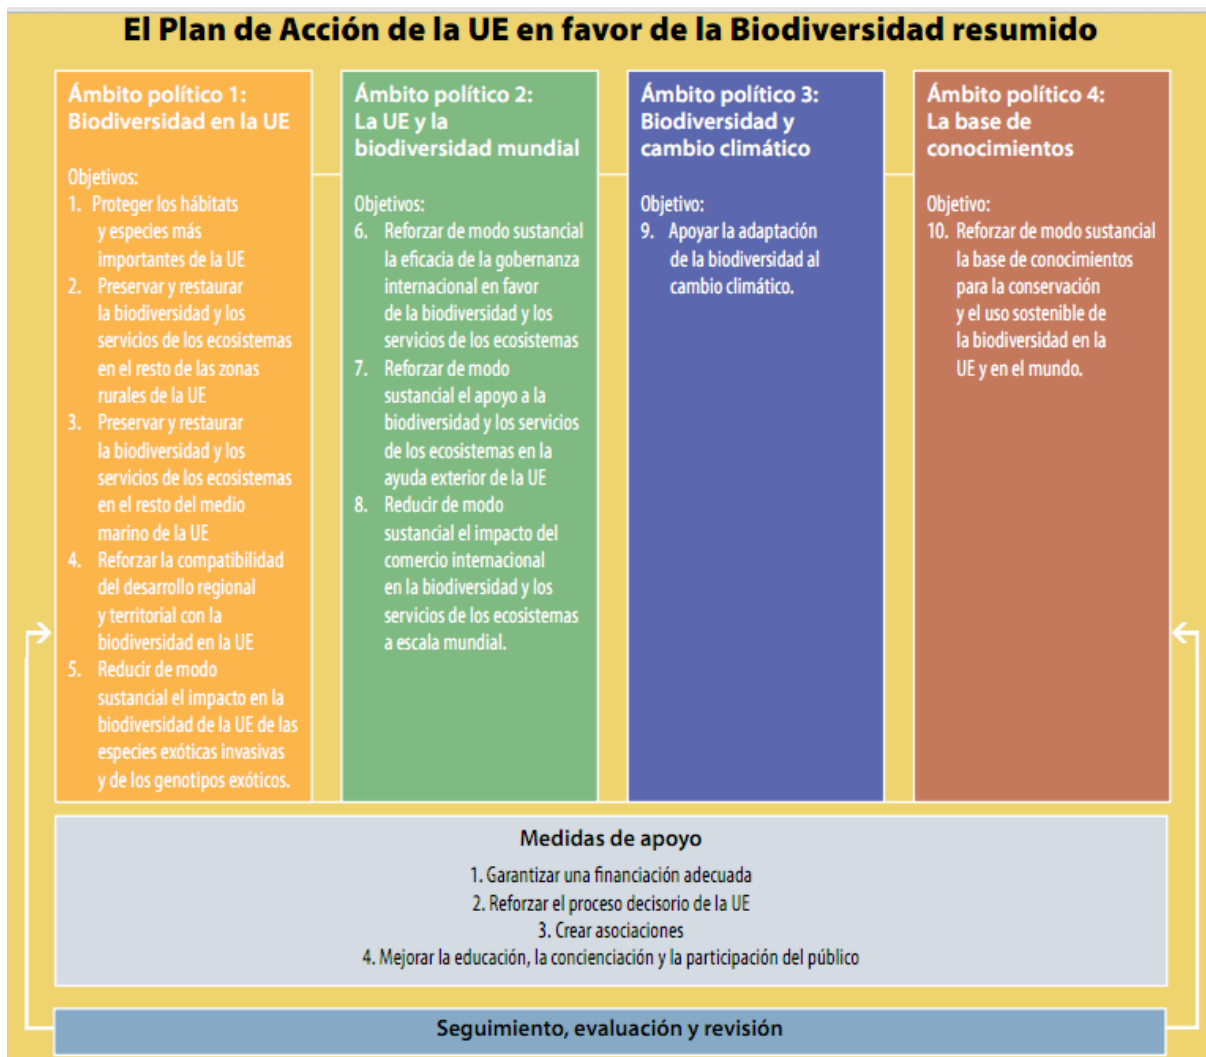 El Plan de Acción de la UE en favor de la Biodiversidad resumido
Ámbito político 1:
Biodiversidad en la UE
Objetivos:
1. Proteger los hábitats
y especies más
importantes de la UE
2. Preservar y restaurar
la biodiversidad y los
servicios de los ecosistemas
en el resto de las zonas
rurales de la UE
3. Preservar y restaurar
la biodiversidad y los
servicios de los ecosistemas
en el resto del medio
marino de la UE
4. Reforzar la compatibilidad
del desarrollo regional
y territorial con la
biodiversidad en la UE
5. Reducir de modo
sustancial el impacto en la
biodiversidad de la UE de las
especies exóticas invasivas
y de los genotipos exóticos.
Ámbito político 2:
La UE y la
biodiversidad mundial
Objetivos:
6. Reforzar de modo sustancial
la eficacia de la gobernanza
internacional en favor
de la biodiversidad y los
servicios de los ecosistemas
7. Reforzar de modo
sustancial el apoyo a la
biodiversidad y los servicios
de los ecosistemas en la
ayuda exterior de la UE
8. Reducir de modo
sustancial el impacto del
comercio internacional
en la biodiversidad y los
servicios de los ecosistemas
a escala mundial.
Ámbito político 3:
Biodiversidad y
cambio climático
Objetivo:
9. Apoyar la adaptación
de la biodiversidad al
cambio climático.
Ámbito político 4:
La base de
conocimientos
Objetivo:
10. Reforzar de modo sustancial
la base de conocimientos
para la conservación
y el uso sostenible de
la biodiversidad en la
UE y en el mundo.
Medidas de apoyo
1. Garantizar una financiación adecuada
2. Reforzar el proceso decisorio de la UE
3. Crear asociaciones
4. Mejorar la educación, la concienciación y la participación del público
Seguimiento, evaluación y revisión